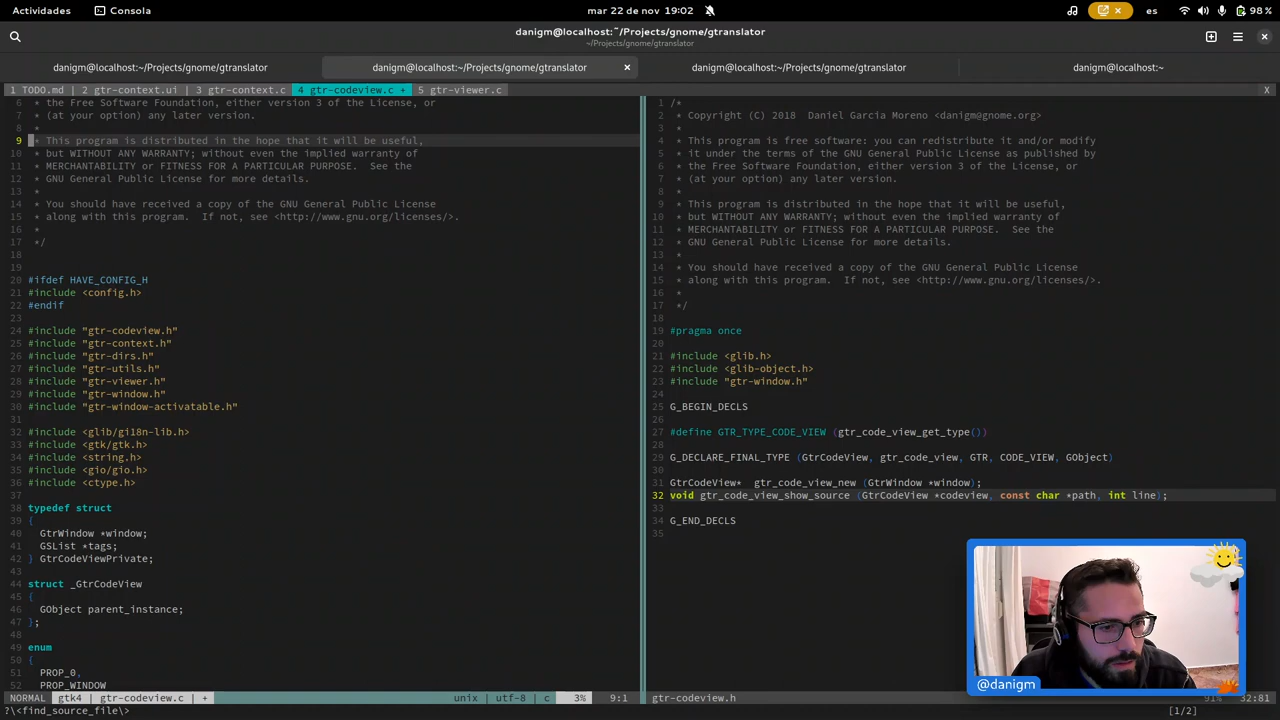 Actividades
Consola
mar 22 de nov 19:02
es
98 %
danigm@localhost:~/Projects/gnome/gtranslator
~/Projects/gnome/gtranslator
danigm@localhost:~/Projects/gnome/gtranslator
danigm@localhost:~/Projects/gnome/gtranslator
danigm@localhost:~/Projects/gnome/gtranslator
danigm@localhost:~
1 TODO.md | 2 gtr-context.ui | 3 gtr-context.c 4 gtr-codeview.c + 5 gtr-viewer.c X
6 * the Free Software Foundation, either version 3 of the License, or
7 * (at your option) any later version.
8 *
9 * This program is distributed in the hope that it will be useful,
10 * but WITHOUT ANY WARRANTY; without even the implied warranty of
11 * MERCHANTABILITY or FITNESS FOR A PARTICULAR PURPOSE.  See the
12 * GNU General Public License for more details.
13 *
14 * You should have received a copy of the GNU General Public License
15 * along with this program.  If not, see <http://www.gnu.org/licenses/>.
16 *
17 */
18
19
20 #ifdef HAVE_CONFIG_H
21 #include <config.h>
22 #endif
23
24 #include "gtr-codeview.h"
25 #include "gtr-context.h"
26 #include "gtr-dirs.h"
27 #include "gtr-utils.h"
28 #include "gtr-viewer.h"
29 #include "gtr-window.h"
30 #include "gtr-window-activatable.h"
31
32 #include <glib/gi18n-lib.h>
33 #include <gtk/gtk.h>
34 #include <string.h>
35 #include <gio/gio.h>
36 #include <ctype.h>
37
38 typedef struct
39 {
40   GtrWindow *window;
41   GSList *tags;
42 } GtrCodeViewPrivate;
43
44 struct _GtrCodeView
45 {
46   GObject parent_instance;
47 };
48
49 enum
50 {
51   PROP_0,
52   PROP_WINDOW
NORMAL gtk4 | gtr-codeview.c | + unix | utf-8 | c 3% 9:1
1 /*
2  * Copyright (C) 2018  Daniel Garcia Moreno <danigm@gnome.org>
3  *
4  * This program is free software: you can redistribute it and/or modify
5  * it under the terms of the GNU General Public License as published by
6  * the Free Software Foundation, either version 3 of the License, or
7  * (at your option) any later version.
8  *
9  * This program is distributed in the hope that it will be useful,
10  * but WITHOUT ANY WARRANTY; without even the implied warranty of
11  * MERCHANTABILITY or FITNESS FOR A PARTICULAR PURPOSE.  See the
12  * GNU General Public License for more details.
13  *
14  * You should have received a copy of the GNU General Public License
15  * along with this program.  If not, see <http://www.gnu.org/licenses/>.
16  *
17  */
18
19 #pragma once
20
21 #include <glib.h>
22 #include <glib-object.h>
23 #include "gtr-window.h"
24
25 G_BEGIN_DECLS
26
27 #define GTR_TYPE_CODE_VIEW (gtr_code_view_get_type())
28
29 G_DECLARE_FINAL_TYPE (GtrCodeView, gtr_code_view, GTR, CODE_VIEW, GObject)
30
31 GtrCodeView*  gtr_code_view_new (GtrWindow *window);
32 void gtr_code_view_show_source (GtrCodeView *codeview, const char *path, int line);
33
34 G_END_DECLS
35
@danigm
gtr-codeview.h 91% 32:81
?\<find_source_file\> [1/2]